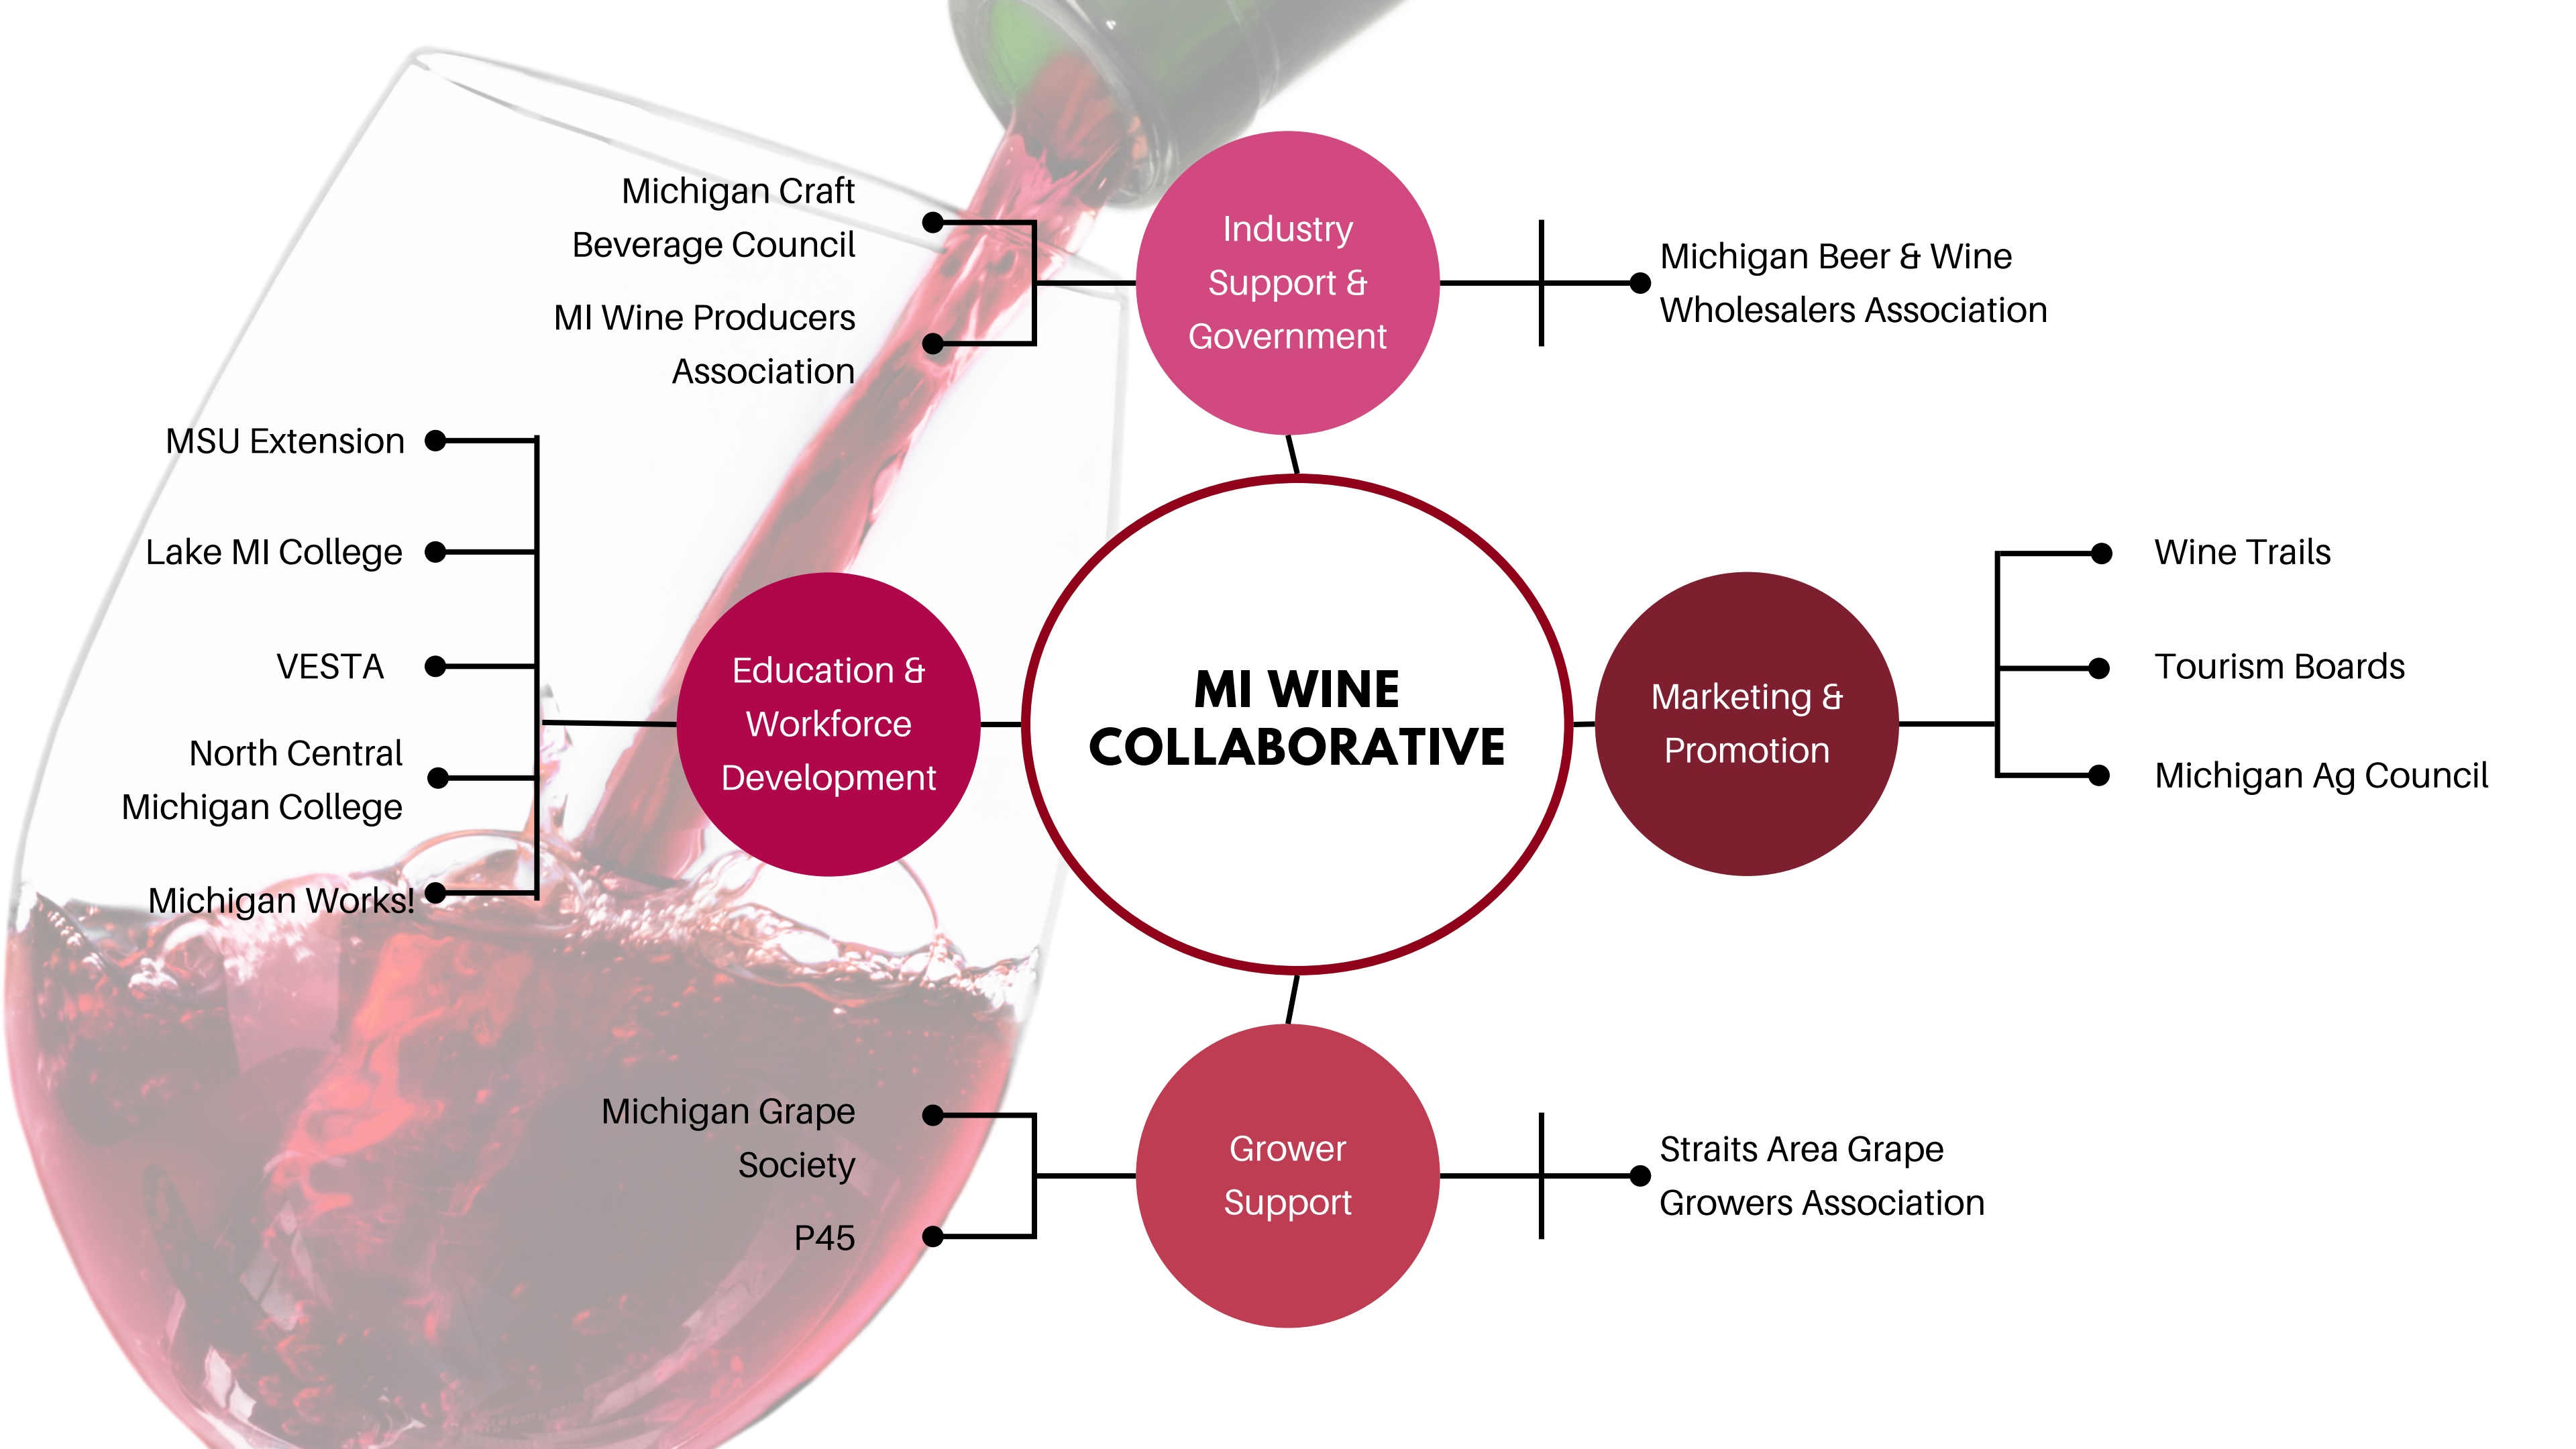 Michigan Craft
Beverage Council
MI Wine Producers
Association
Industry
Support &
Government
Michigan Beer & Wine
Wholesalers Association
MSU Extension
Lake MI College
VESTA
North Central
Michigan College
Michigan Works!
Education &
Workforce
Development
MI WINE
COLLABORATIVE
Marketing &
Promotion
Wine Trails
Tourism Boards
Michigan Ag Council
Michigan Grape
Society
P45
Grower
Support
Straits Area Grape
Growers Association